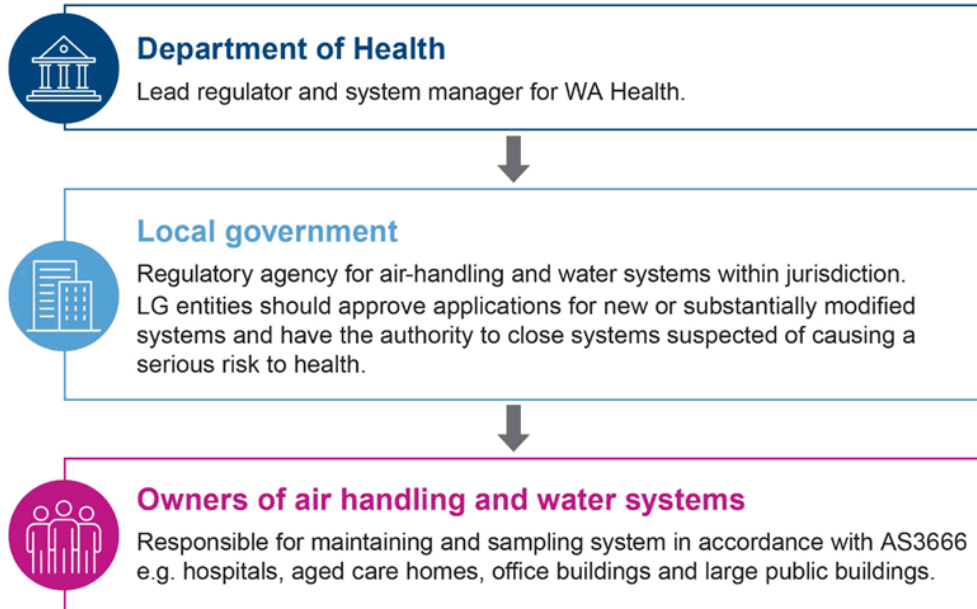 Department of Health
Lead regulator and system manager for WA Health.
Local government
Regulatory agency for air-handling and water systems within jurisdiction.
LG entities should approve applications for new or substantially modified
systems and have the authority to close systems suspected of causing a
serious risk to health.
Owners of air handling and water systems
Responsible for maintaining and sampling system in accordance with AS3666
e.g. hospitals, aged care homes, office buildings and large public buildings.